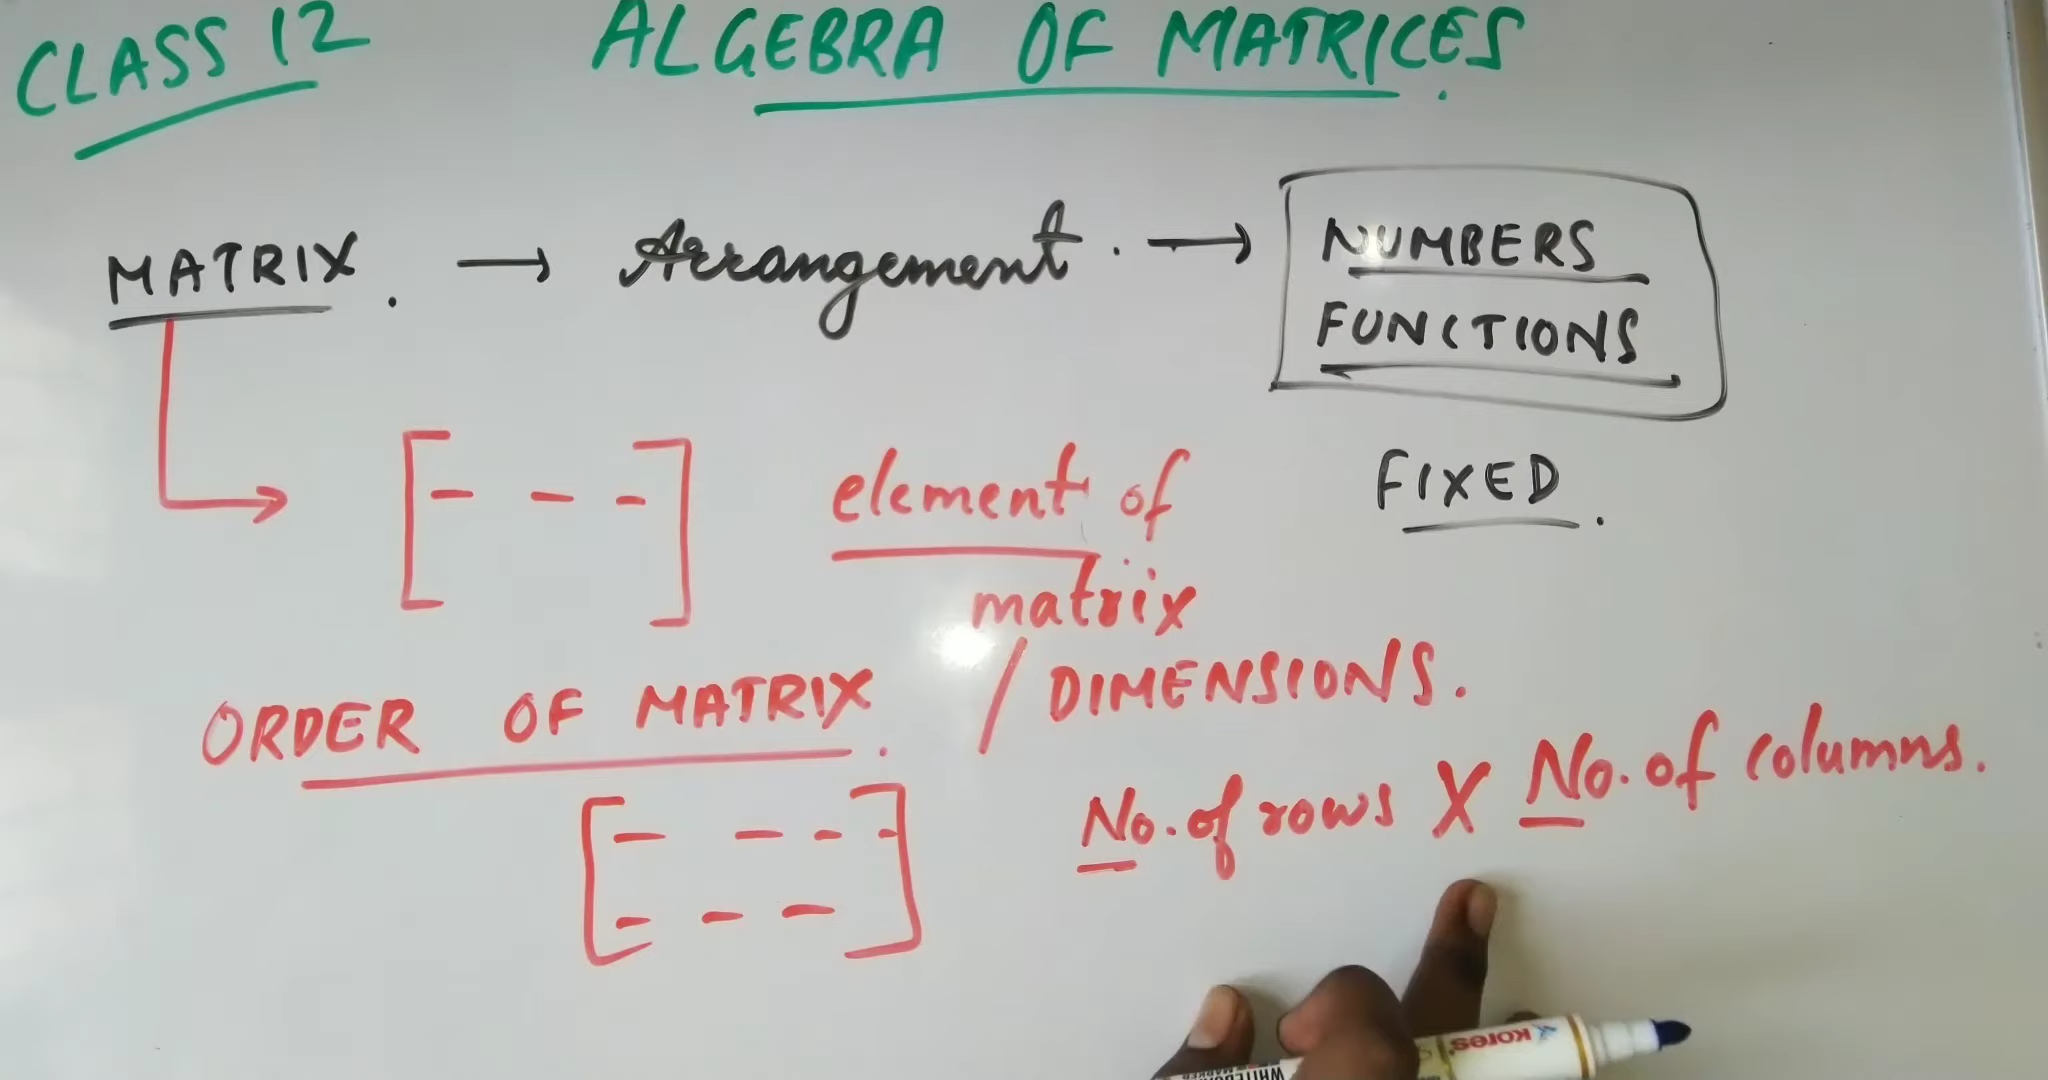 CLASS 12 ALGEBRA OF MATRICES
MATRIX. → Arrangement. → NUMBERS
FUNCTIONS
[- - -] element of
matrix
FIXED.
ORDER OF MATRIX. / DIMENSIONS.
[- - - -
- - -]
No. of rows X No. of columns.
kores
WHITEBO